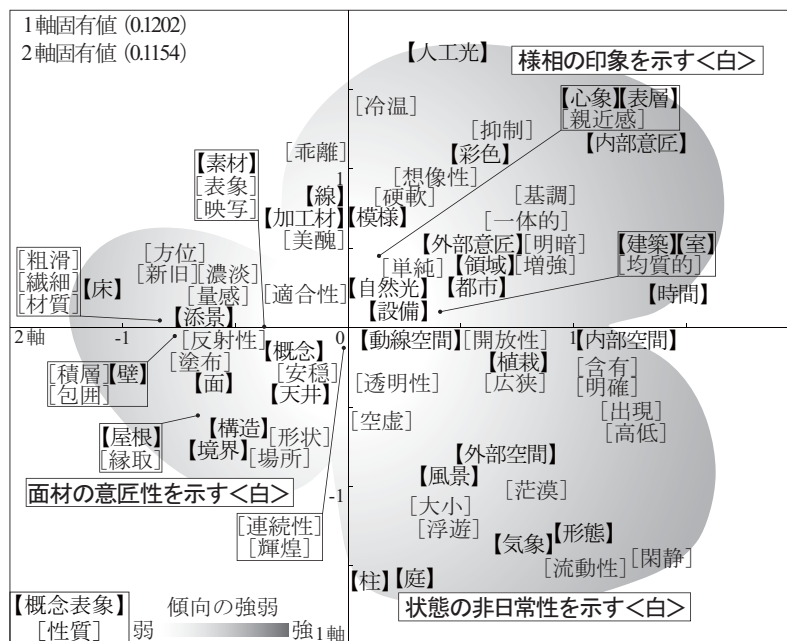 1軸固有値 (0.1202)
2軸固有値 (0.1154)
【人工光】
様相の印象を示す<白>
[冷温]
【心象】【表層】
[親近感]
[抑制]
【内部意匠】
[乖離]
【彩色】
【素材】
[表象]
[映写]
1
[想像性]
【線】
[硬軟]
[基調]
【加工材】
【模様】
[一体的]
[美醜]
【外部意匠】
[明暗]
【建築】【室】
[均質的]
[粗滑]
[繊細]
[材質]
【床】
[方位]
[新旧]
[濃淡]
[量感]
[適合性]
[単純]
【領域】
[増強]
【自然光】
【都市】
【時間】
【設備】
【添景】
2軸
-1
0
1
[反射性]
【動線空間】
[開放性]
【内部空間】
[塗布]
【概念】
【植栽】
[含有]
[積層]
【壁】
[包囲]
【面】
[安穏]
【天井】
[透明性]
[広狭]
[明確]
[空虚]
[出現]
[高低]
【屋根】
[縁取]
【構造】
[形状]
【境界】
[場所]
【外部空間】
【風景】
面材の意匠性を示す<白>
-1
[茫漠]
[大小]
[連続性]
[輝煌]
[浮遊]
【形態】
【気象】
[閑静]
[流動性]
【柱】
【庭】
状態の非日常性を示す<白>
【概念表象】
[性質]
傾向の強弱
弱
強
1軸